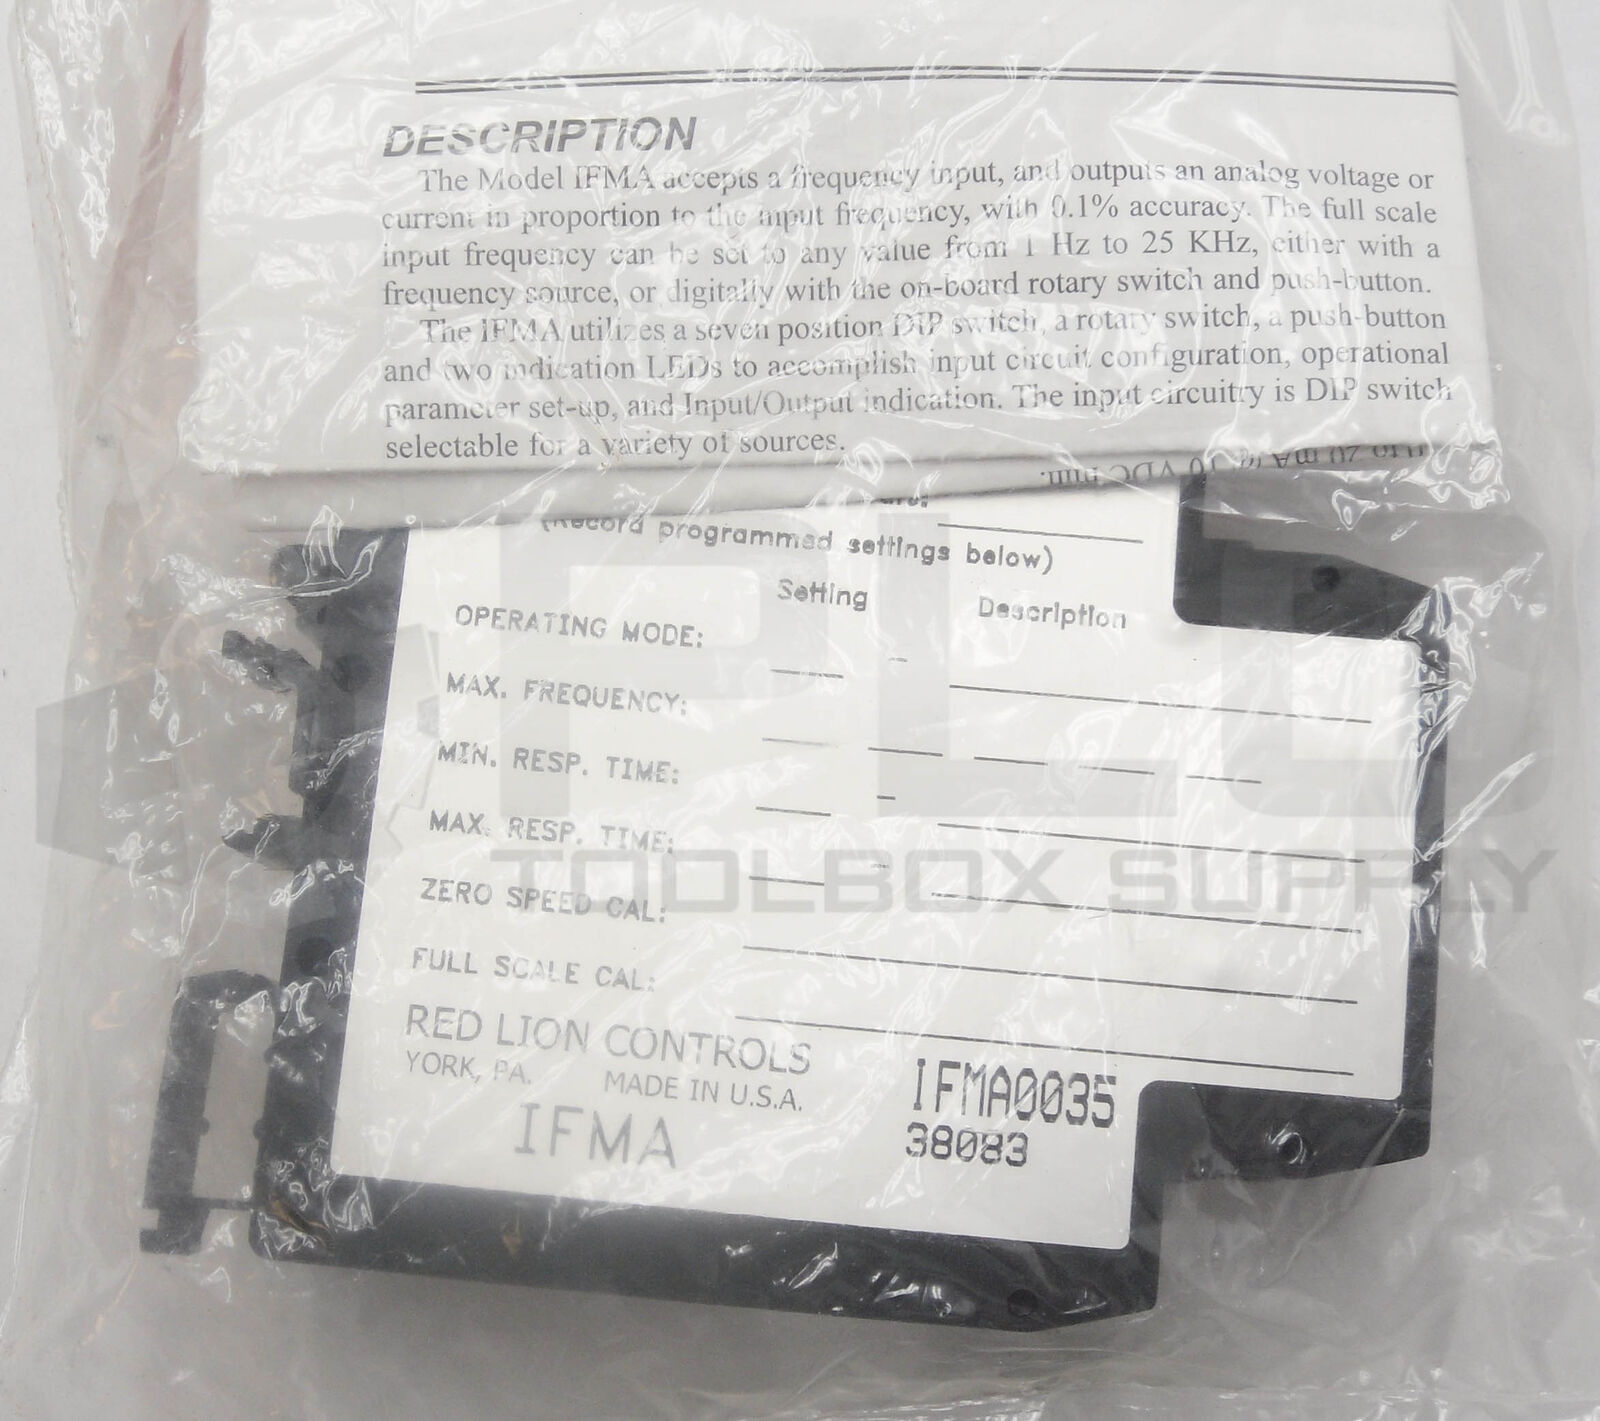 DESCRIPTION
The Model IFMA accepts a frequency input, and outputs an analog voltage or
current in proportion to the input frequency, with 0.1% accuracy. The full scale
input frequency can be set to any value from 1 Hz to 25 KHz, either with a
frequency source, or digitally with the on-board rotary switch and push-button.
The IFMA utilizes a seven position DIP switch, a rotary switch, a push-button
and two indication LEDs to accomplish input circuit configuration, operational
parameter set-up, and Input/Output indication. The input circuitry is DIP switch
selectable for a variety of sources.
20 mA 10 VDC min.
(Record programmed settings below)
Setting Description
OPERATING MODE:
MAX. FREQUENCY:
MIN. RESP. TIME:
MAX. RESP. TIME:
ZERO SPEED CAL:
FULL SCALE CAL:
RED LION CONTROLS
YORK, PA. MADE IN U.S.A.
IFMA
IFMA0035
38083
PLC
TOOLBOX SUPPLY